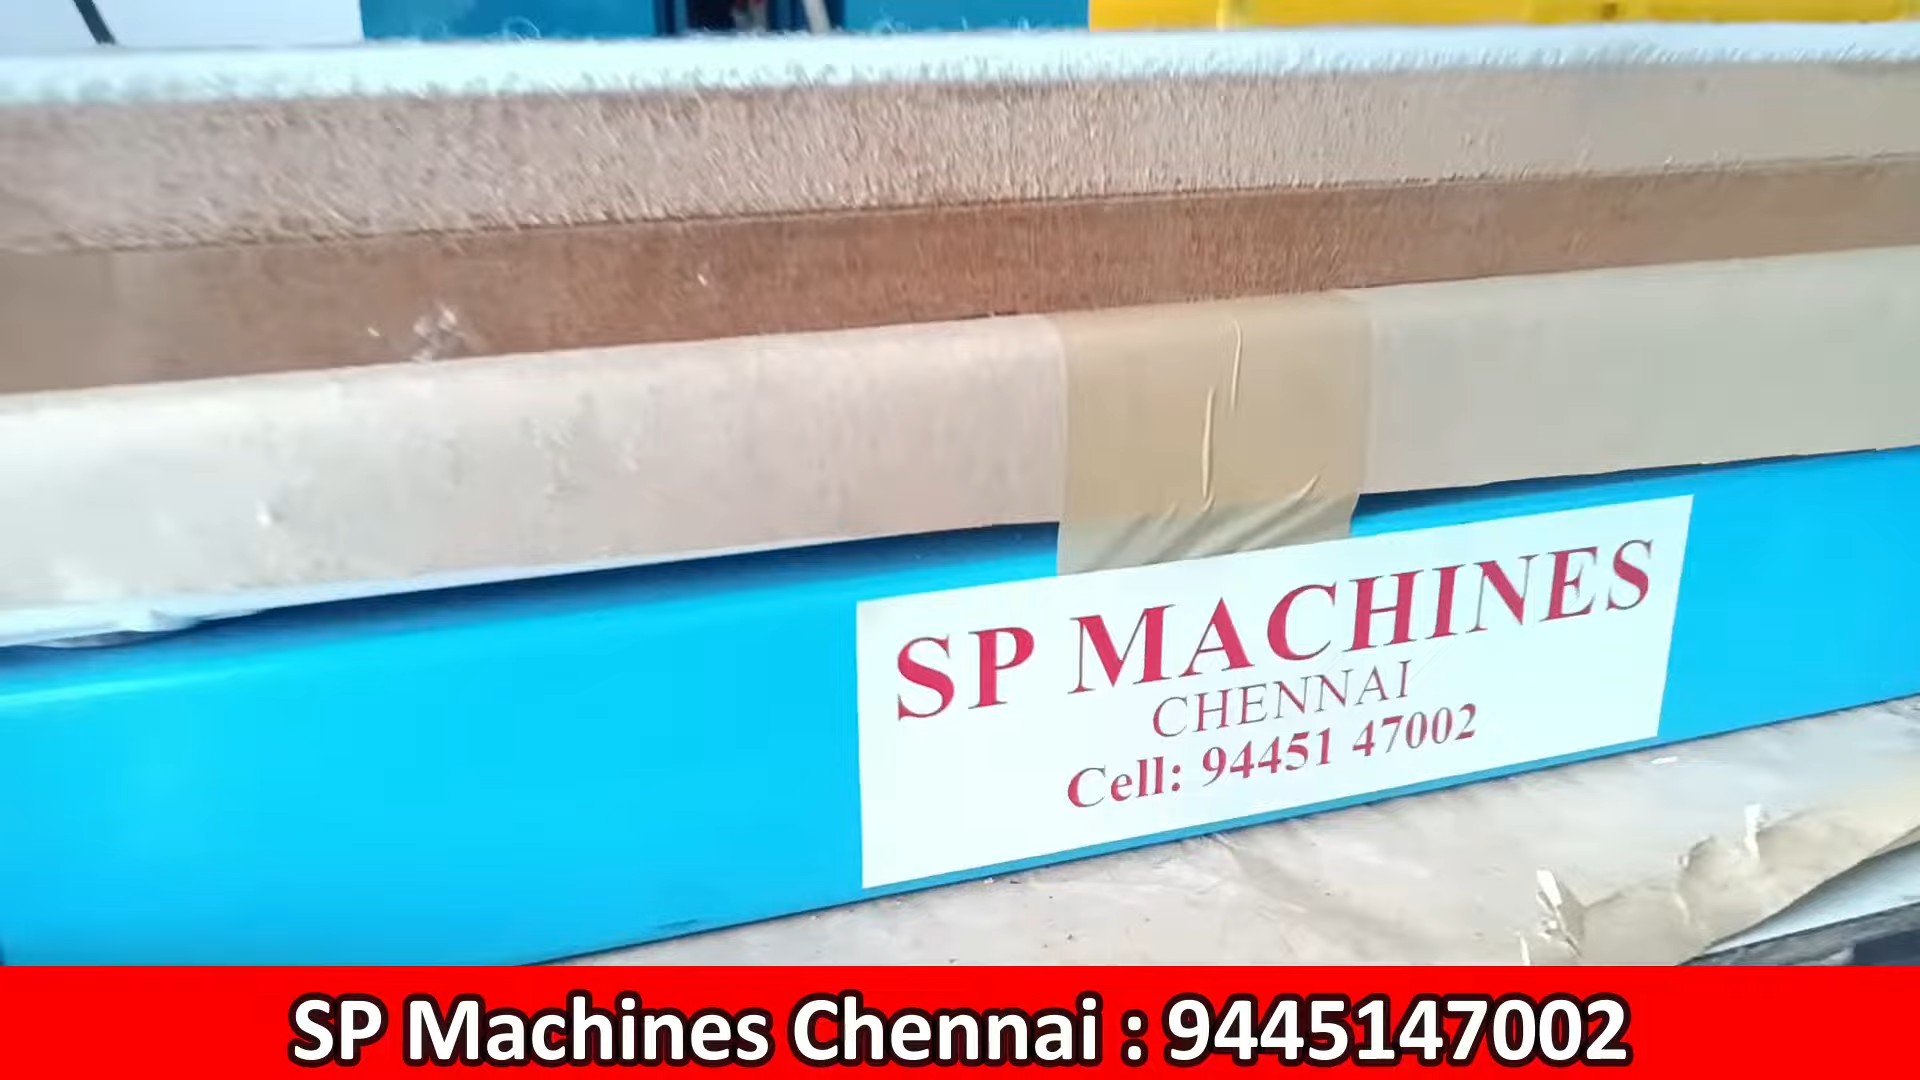 SP MACHINES
CHENNAI
Cell: 94451 47002
SP Machines Chennai : 9445147002